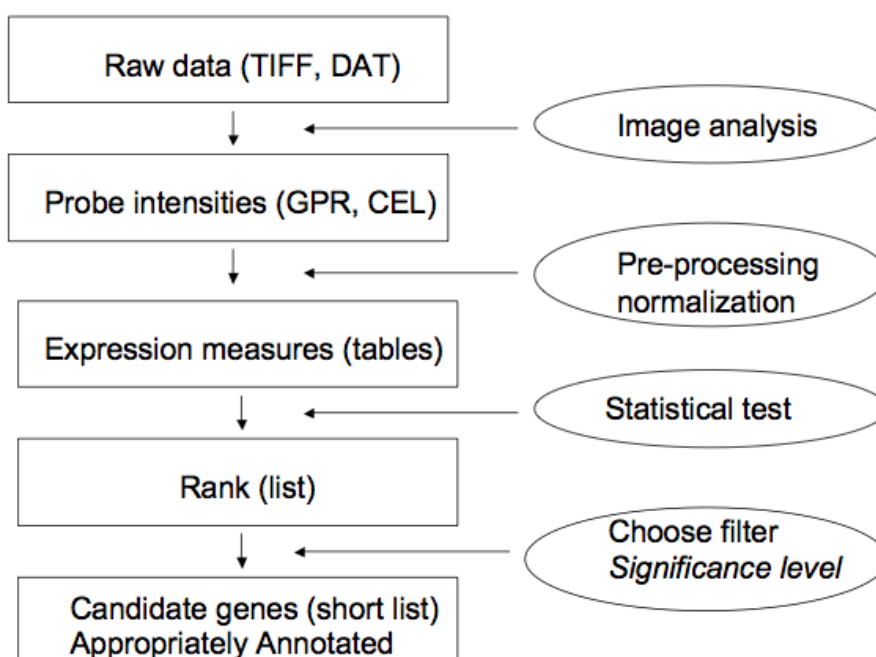 Raw data (TIFF, DAT)
Image analysis
Probe intensities (GPR, CEL)
Pre-processing
normalization
Expression measures (tables)
Statistical test
Rank (list)
Choose filter
Significance level
Candidate genes (short list)
Appropriately Annotated